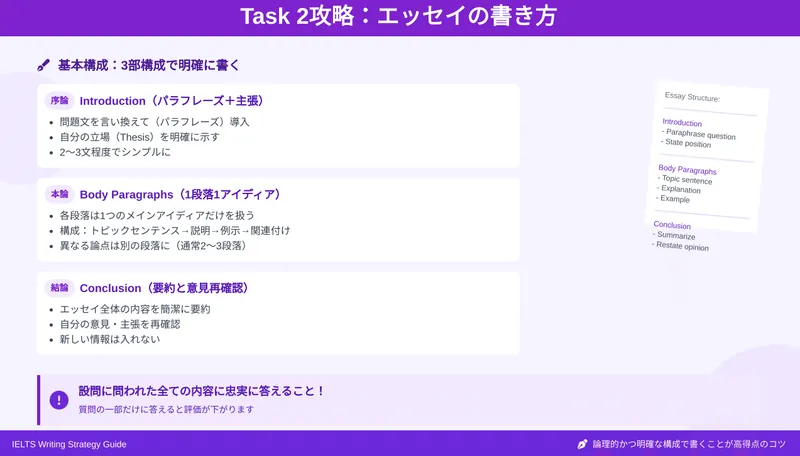 Task 2攻略：エッセイの書き方
基本構成：3部構成で明確に書く
序論 Introduction（パラフレーズ＋主張）
問題文を言い換えて（パラフレーズ）導入
自分の立場（Thesis）を明確に示す
2〜3文程度でシンプルに
本論 Body Paragraphs（1段落1アイディア）
各段落は1つのメインアイディアだけを扱う
構成：トピックセンテンス→説明→例示→関連付け
異なる論点は別の段落に（通常2〜3段落）
結論 Conclusion（要約と意見再確認）
エッセイ全体の内容を簡潔に要約
自分の意見・主張を再確認
新しい情報は入れない
Essay Structure:
Introduction
- Paraphrase question
- State position
Body Paragraphs
- Topic sentence
- Explanation
- Example
Conclusion
- Summarize
- Restate opinion
設問に問われた全ての内容に忠実に答えること！
質問の一部だけに答えると評価が下がります
IELTS Writing Strategy Guide
論理的かつ明確な構成で書くことが高得点のコツ